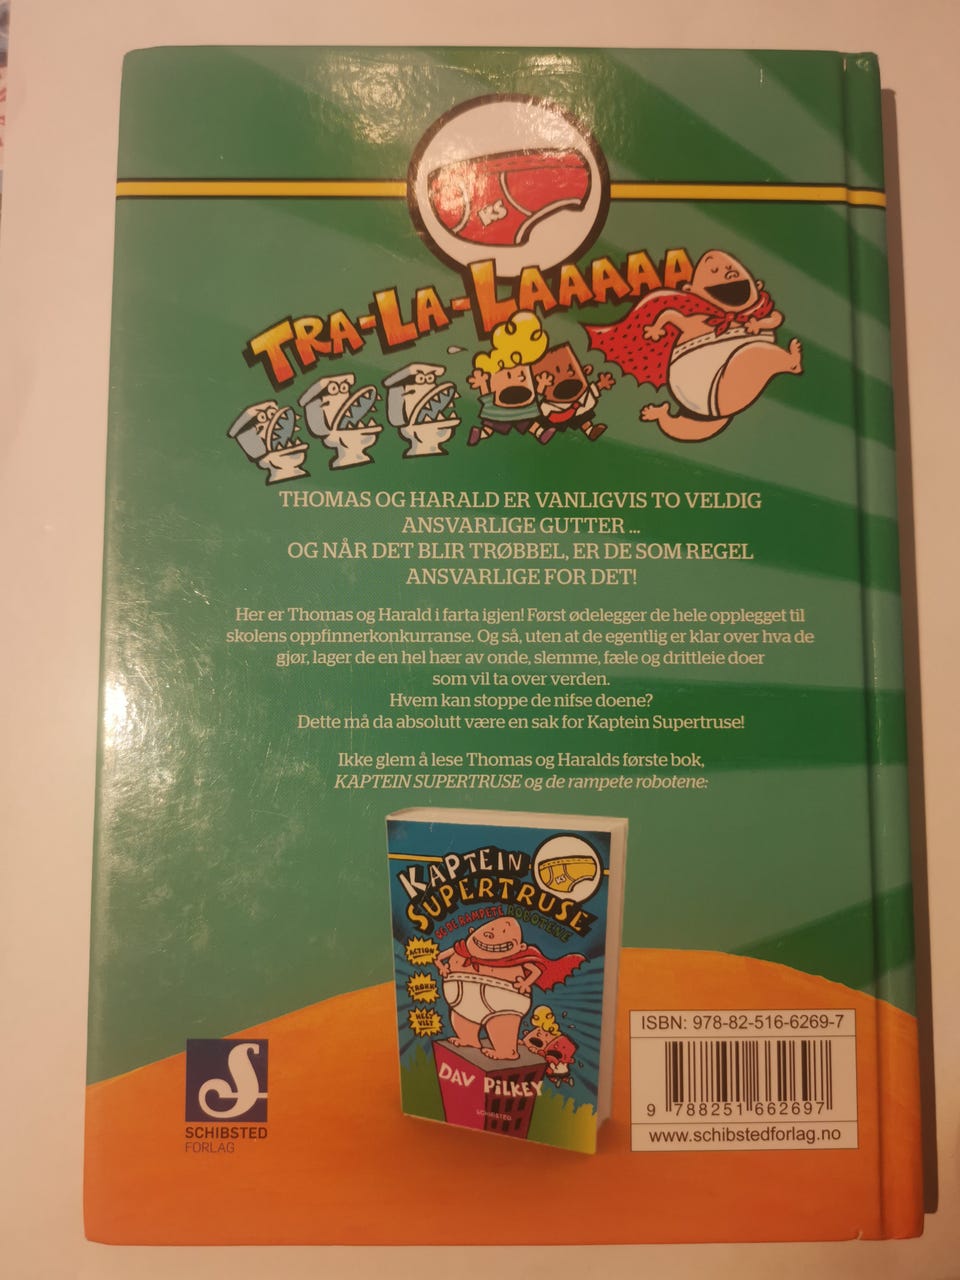 KS
TRA-LA-LAAAAA
THOMAS OG HARALD ER VANLIGVIS TO VELDIG
ANSVARLIGE GUTTER ...
OG NÅR DET BLIR TRØBBEL, ER DE SOM REGEL
ANSVARLIGE FOR DET!
Her er Thomas og Harald i farta igjen! Først ødelegger de hele opplegget til
skolens oppfinnerkonkurranse. Og så, uten at de egentlig er klar over hva de
gjør, lager de en hel hær av onde, slemme, fæle og drittleie doer
som vil ta over verden.
Hvem kan stoppe de nifse doene?
Dette må da absolutt være en sak for Kaptein Supertruse!
Ikke glem å lese Thomas og Haralds første bok,
KAPTEIN SUPERTRUSE og de rampete robotene:
KAPTEIN
SUPERTRUSE
OG DE RAMPETE ROBOTENE
KS
ACTION
TRØKK
HELT
VILT
DAV PILKEY
SCHIBSTED
SCHIBSTED
FORLAG
ISBN: 978-82-516-6269-7
9 788251 662697
www.schibstedforlag.no